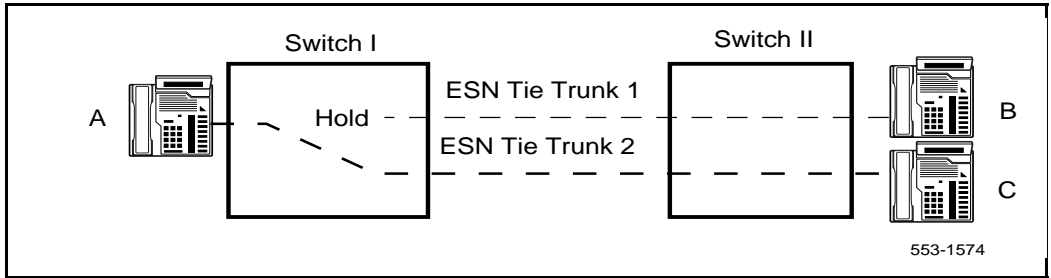 Switch I
Switch II
ESN Tie Trunk 1
A
Hold
B
ESN Tie Trunk 2
C
553-1574